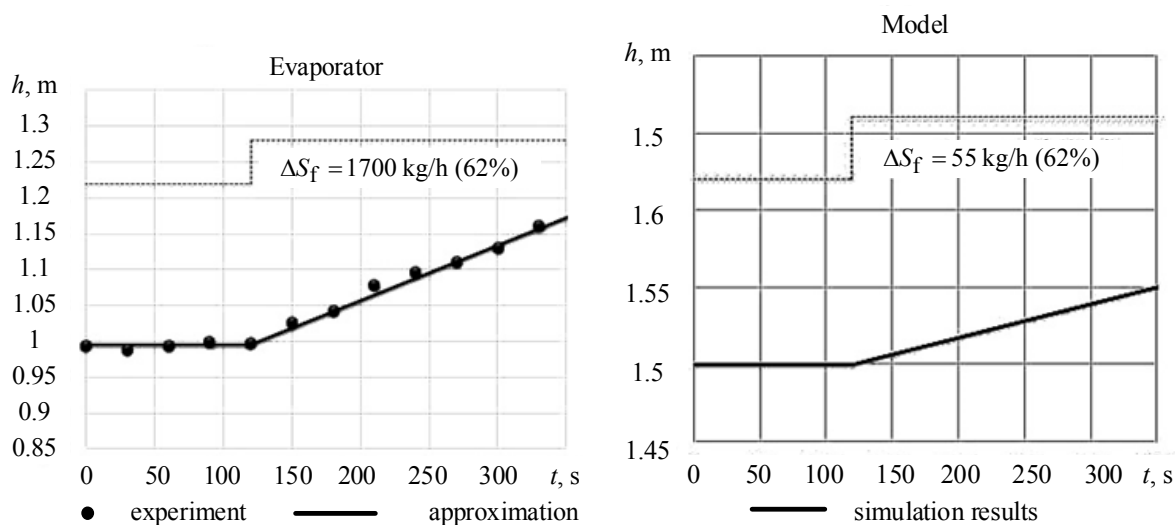 Evaporator
h, m
1.3
1.25
1.2
1.15
1.1
1.05
1
0.95
0.9
0.85
ΔSf = 1700 kg/h (62%)
0 50 100 150 200 250 300 t, s
experiment approximation
Model
h, m
1.5
1.6
1.55
1.5
1.45
ΔSf = 55 kg/h (62%)
0 50 100 150 200 250 300 t, s
simulation results